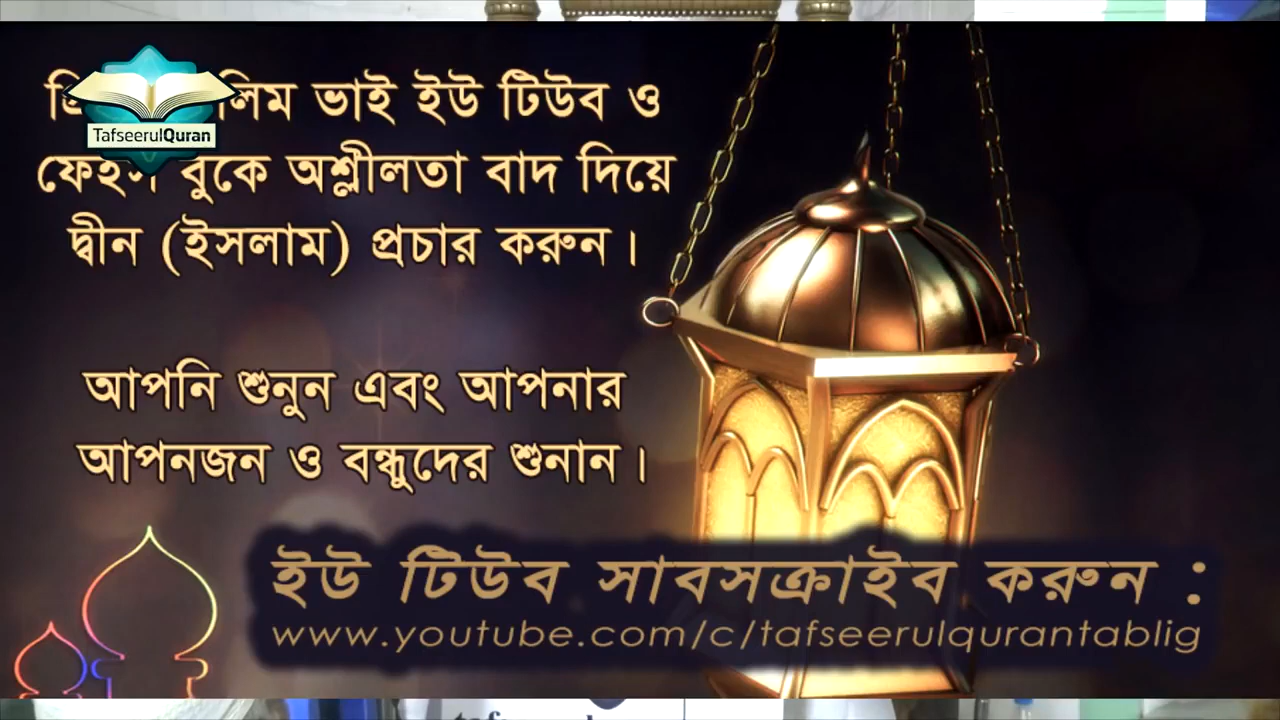 TafseerulQuran
লিম ভাই ইউ টিউব ও
বুকে অশ্লীলতা বাদ দিয়ে
দ্বীন (ইসলাম) প্রচার করুন।
আপনি শুনুন এবং আপনার
আপনজন ও বন্ধুদের শুনান।
ইউ টিউব সাবসক্রাইব করুন :
www.youtube.com/c/tafseerulqurantablig